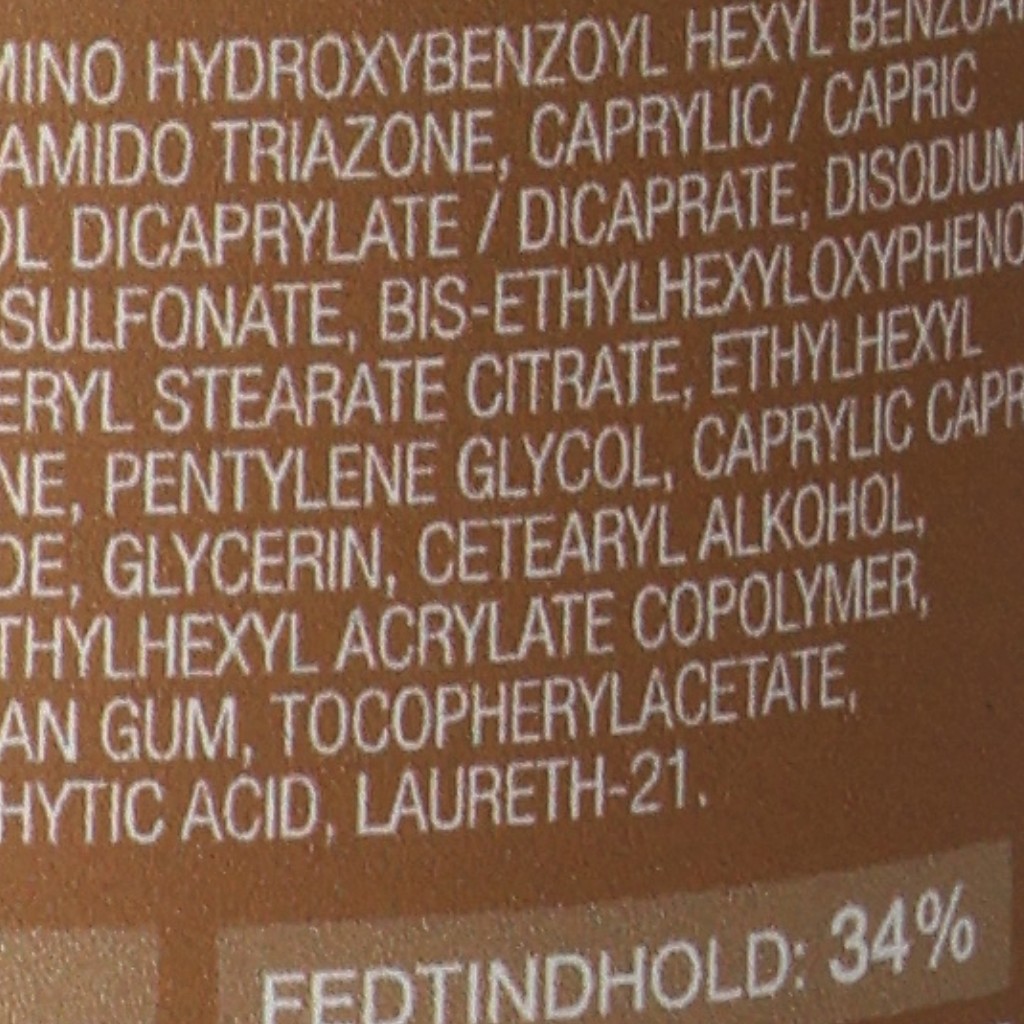 MINO HYDROXYBENZOYL HEXYL BENZOAT
AMIDO TRIAZONE, CAPRYLIC / CAPRIC
OL DICAPRYLATE / DICAPRATE, DISODIUM
SULFONATE, BIS-ETHYLHEXYLOXYPHENO
ERYL STEARATE CITRATE, ETHYLHEXYL
NE, PENTYLENE GLYCOL, CAPRYLIC CAPR
DE, GLYCERIN, CETEARYL ALKOHOL,
THYLHEXYL ACRYLATE COPOLYMER,
AN GUM, TOCOPHERYLACETATE,
HYTIC ACID, LAURETH-21.
FEDTINDHOLD: 34%